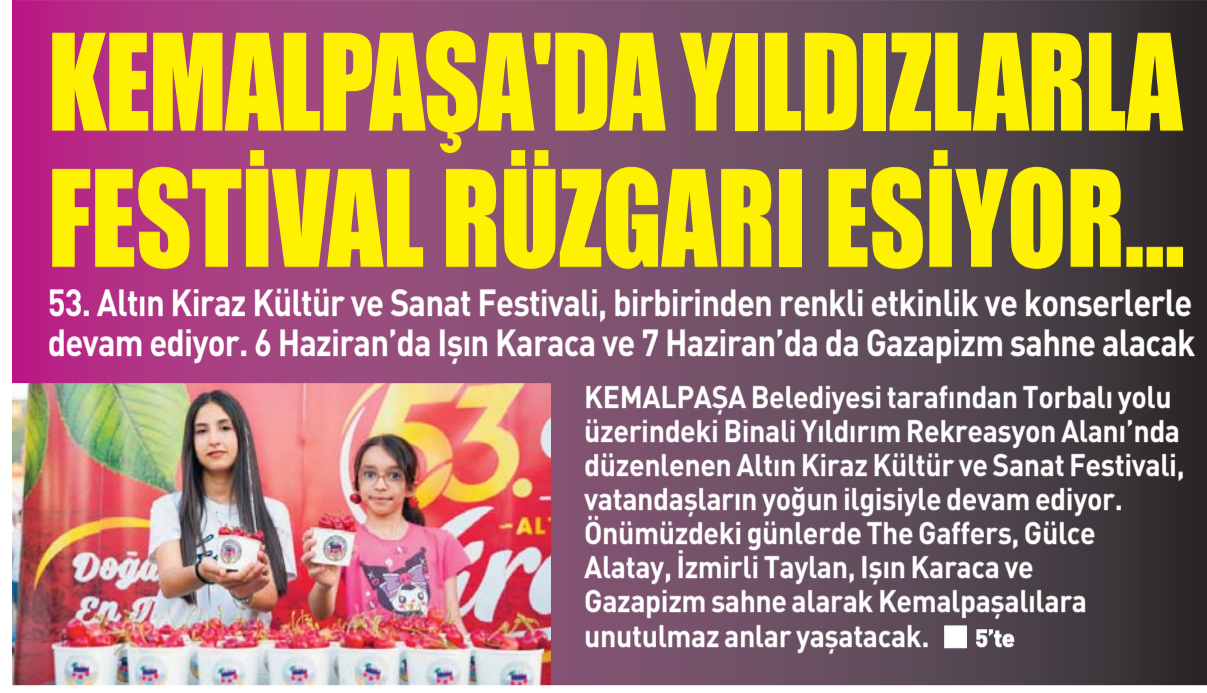 KEMALPAŞA'DA YILDIZLARLA
FESTİVAL RÜZGARI ESİYOR...
53. Altın Kiraz Kültür ve Sanat Festivali, birbirinden renkli etkinlik ve konserlerle
devam ediyor. 6 Haziran’da Işın Karaca ve 7 Haziran’da da Gazapizm sahne alacak
53.
Doğa
En
KEMALPAŞA Belediyesi tarafından Torbalı yolu
üzerindeki Binali Yıldırım Rekreasyon Alanı’nda
düzenlenen Altın Kiraz Kültür ve Sanat Festivali,
vatandaşların yoğun ilgisiyle devam ediyor.
Önümüzdeki günlerde The Gaffers, Gülce
Alatay, İzmirli Taylan, Işın Karaca ve
Gazapizm sahne alarak Kemalpaşalılara
unutulmaz anlar yaşatacak. ■ 5’te